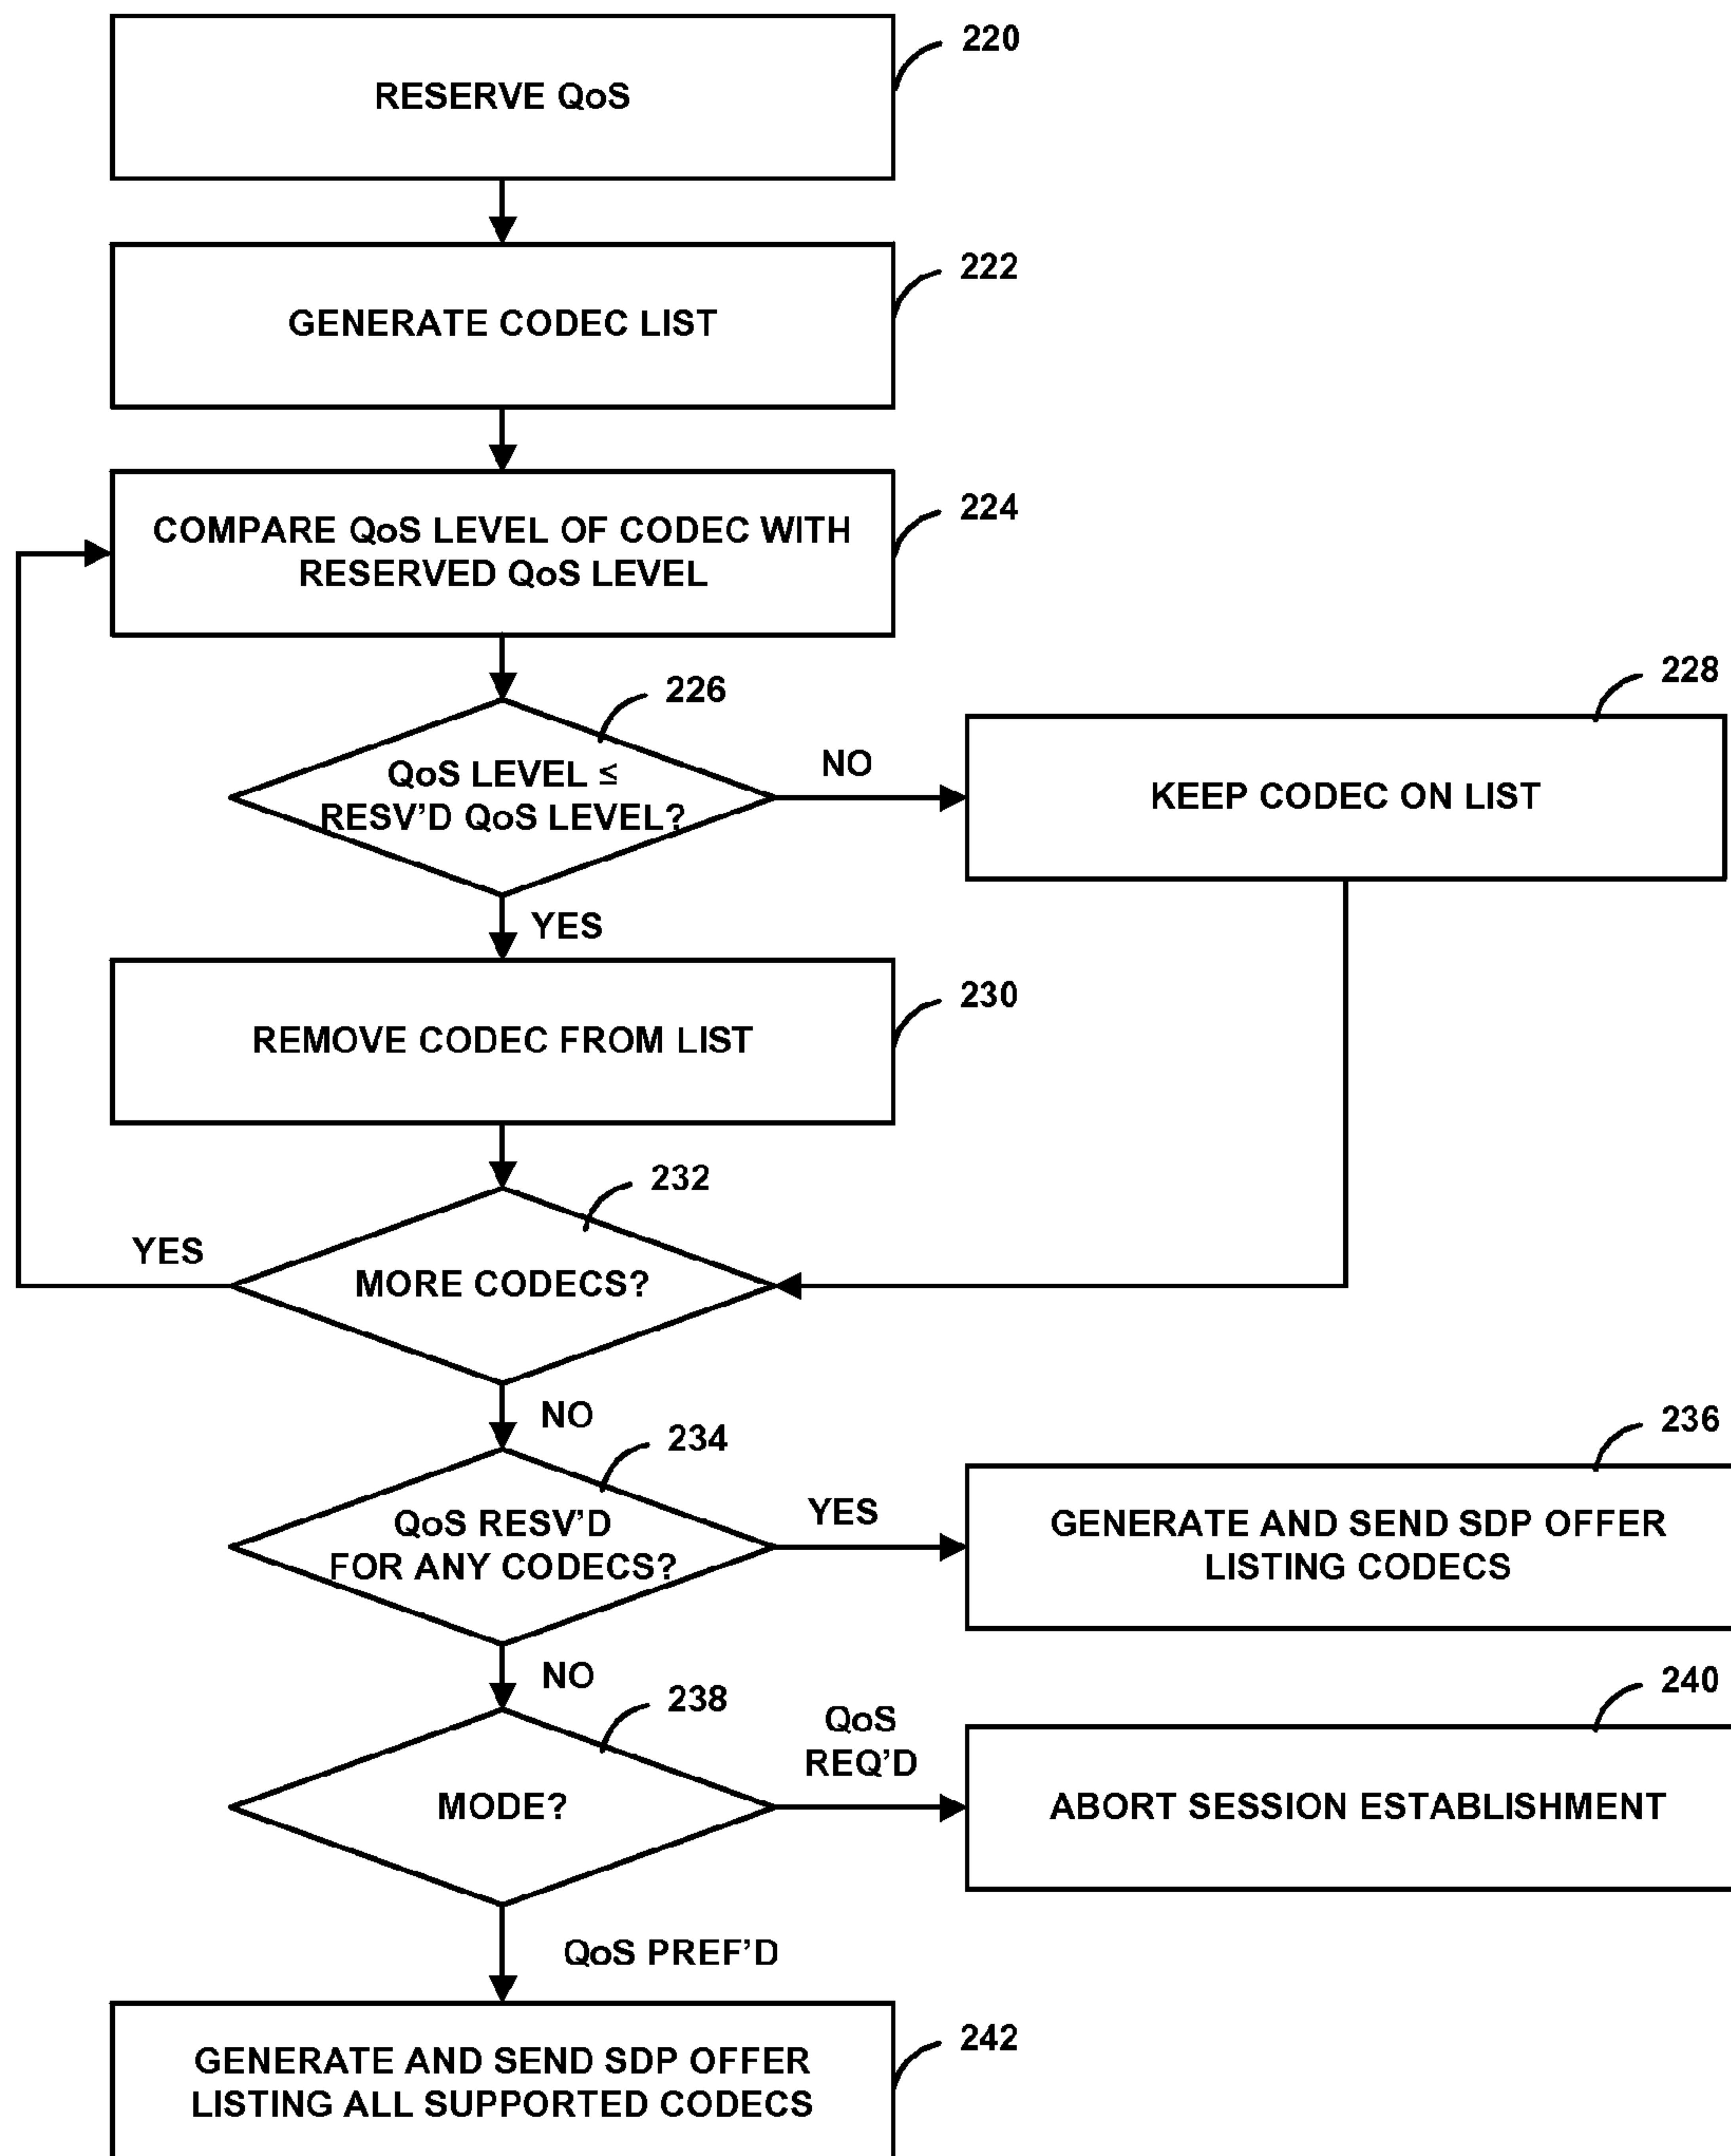 220
RESERVE QoS
222
GENERATE CODEC LIST
224
COMPARE QoS LEVEL OF CODEC WITH
RESERVED QoS LEVEL
226
QoS LEVEL ≤
RESV'D QoS LEVEL?
NO
228
KEEP CODEC ON LIST
YES
230
REMOVE CODEC FROM LIST
232
YES
MORE CODECS?
NO
234
QoS RESV'D
FOR ANY CODECS?
YES
236
GENERATE AND SEND SDP OFFER
LISTING CODECS
NO
238
MODE?
QoS
REQ'D
240
ABORT SESSION ESTABLISHMENT
QoS PREF'D
242
GENERATE AND SEND SDP OFFER
LISTING ALL SUPPORTED CODECS